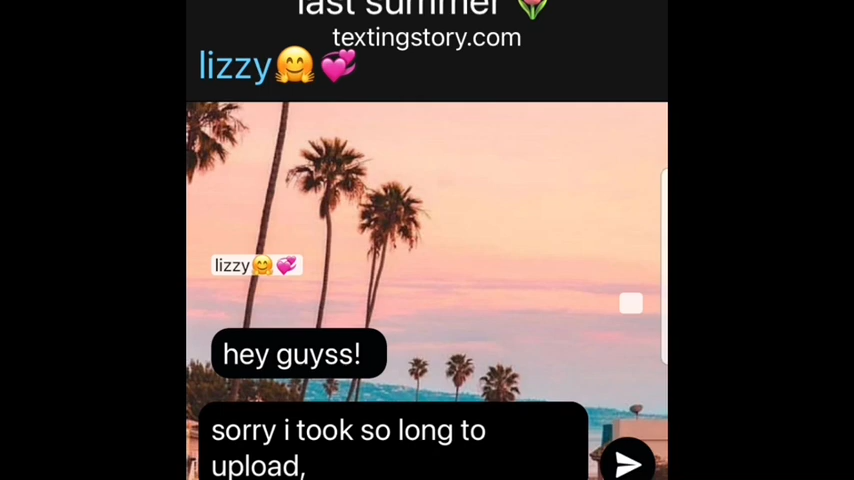 last summer 🌷
textingstory.com
lizzy🤗💞
lizzy🤗💞
hey guyss!
sorry i took so long to
upload,